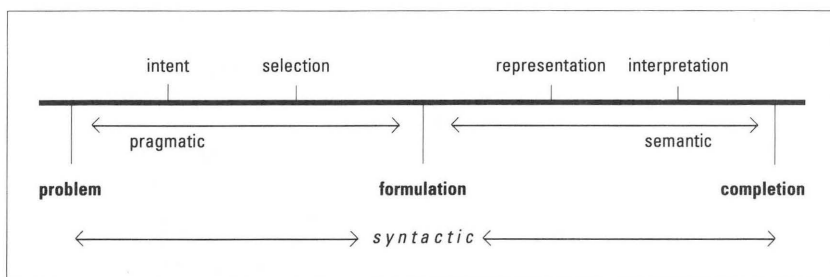 intent selection representation interpretation
pragmatic semantic
problem formulation completion
syntactic